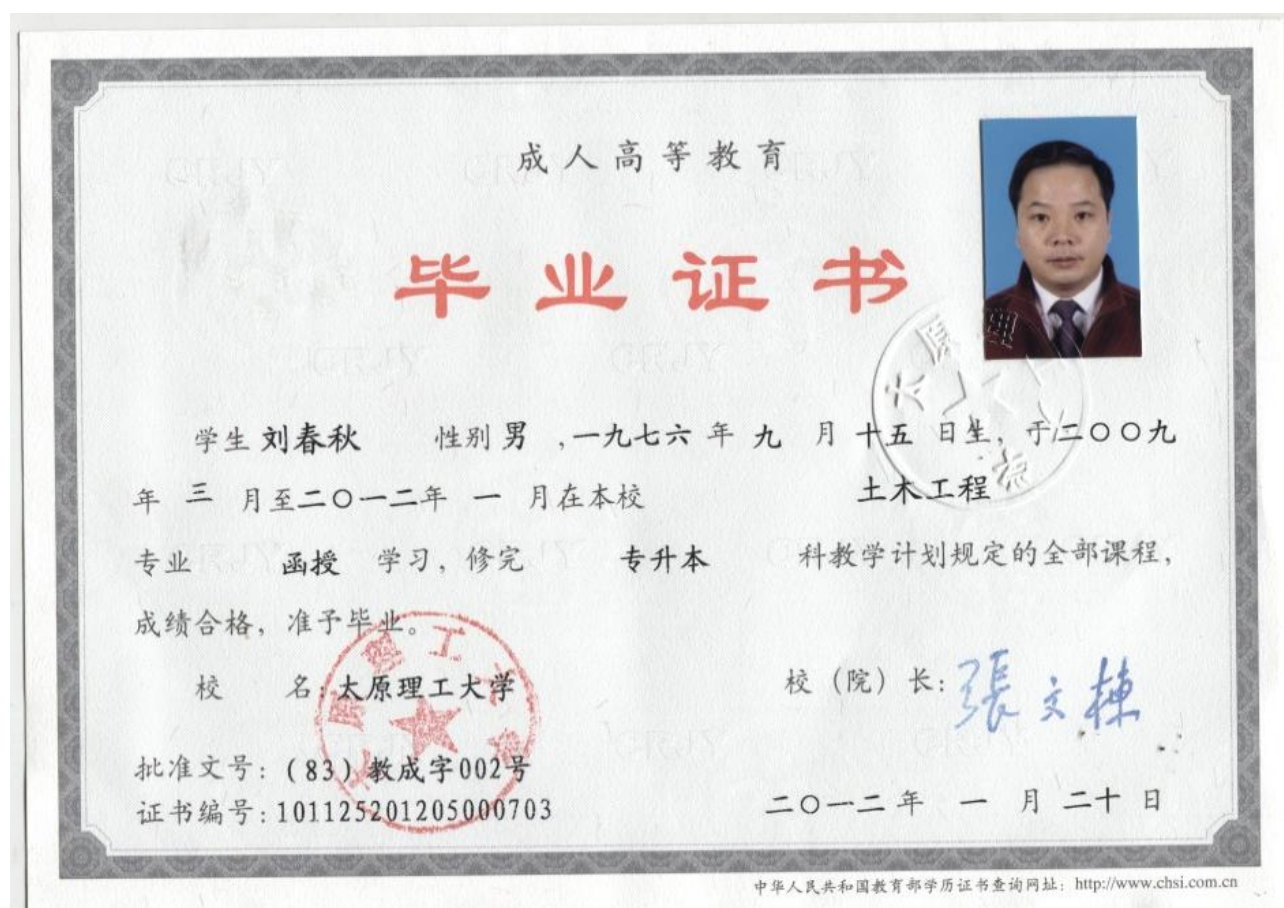 成人高等教育
毕业证书
学生 刘春秋 性别 男 ,一九七六 年 九 月 十五 日生, 于二〇〇九
年 三 月至二〇一二年 一 月在本校 土木工程
专业 函授 学习, 修完 专升本 科教学计划规定的全部课程,
成绩合格, 准予毕业。
校 名: 太原理工大学 校 (院) 长: 張文棟
批准文号: (83) 教成字002号
证书编号: 101125201205000703 二〇一二 年 一 月 二十 日
中华人民共和国教育部学历证书查询网址: http://www.chsi.com.cn
太原理工大学